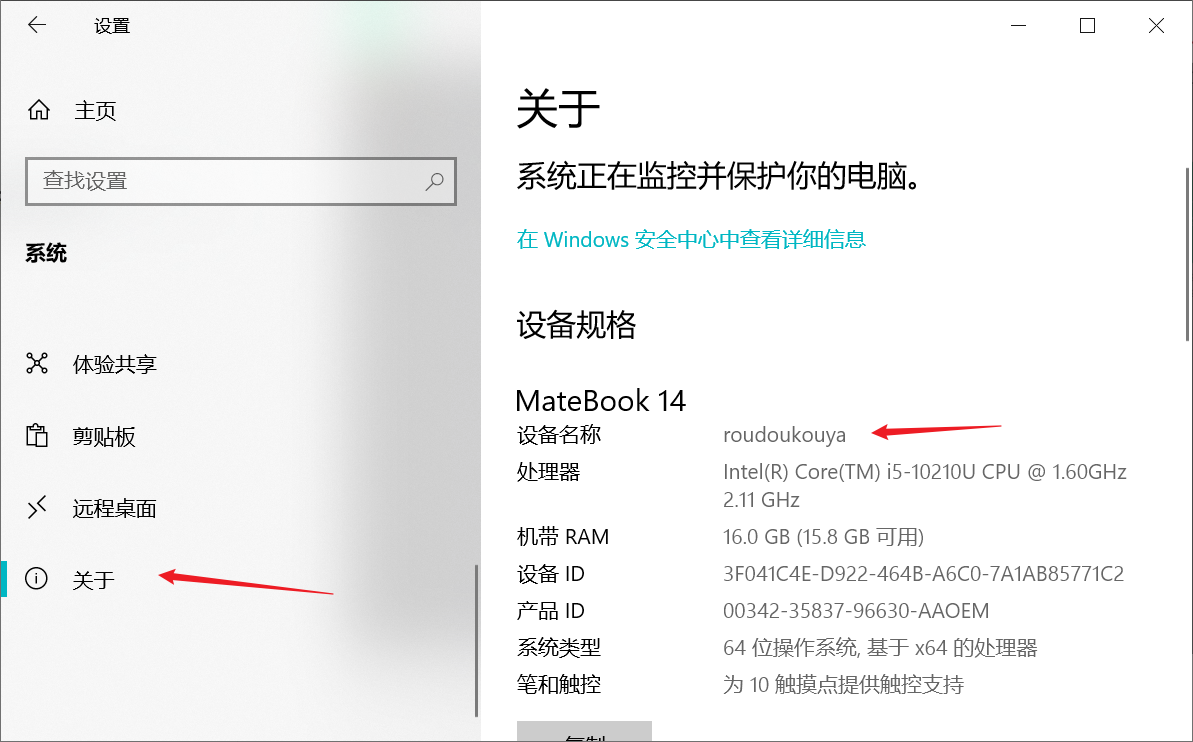 设置
主页
查找设置
系统
体验共享
剪贴板
远程桌面
关于
关于
系统正在监控并保护你的电脑。
在 Windows 安全中心中查看详细信息
设备规格
MateBook 14
设备名称 roudoukouya
处理器 Intel(R) Core(TM) i5-10210U CPU @ 1.60GHz
2.11 GHz
机带 RAM 16.0 GB (15.8 GB 可用)
设备 ID 3F041C4E-D922-464B-A6C0-7A1AB85771C2
产品 ID 00342-35837-96630-AAOEM
系统类型 64 位操作系统, 基于 x64 的处理器
笔和触控 为 10 触摸点提供触控支持
复制